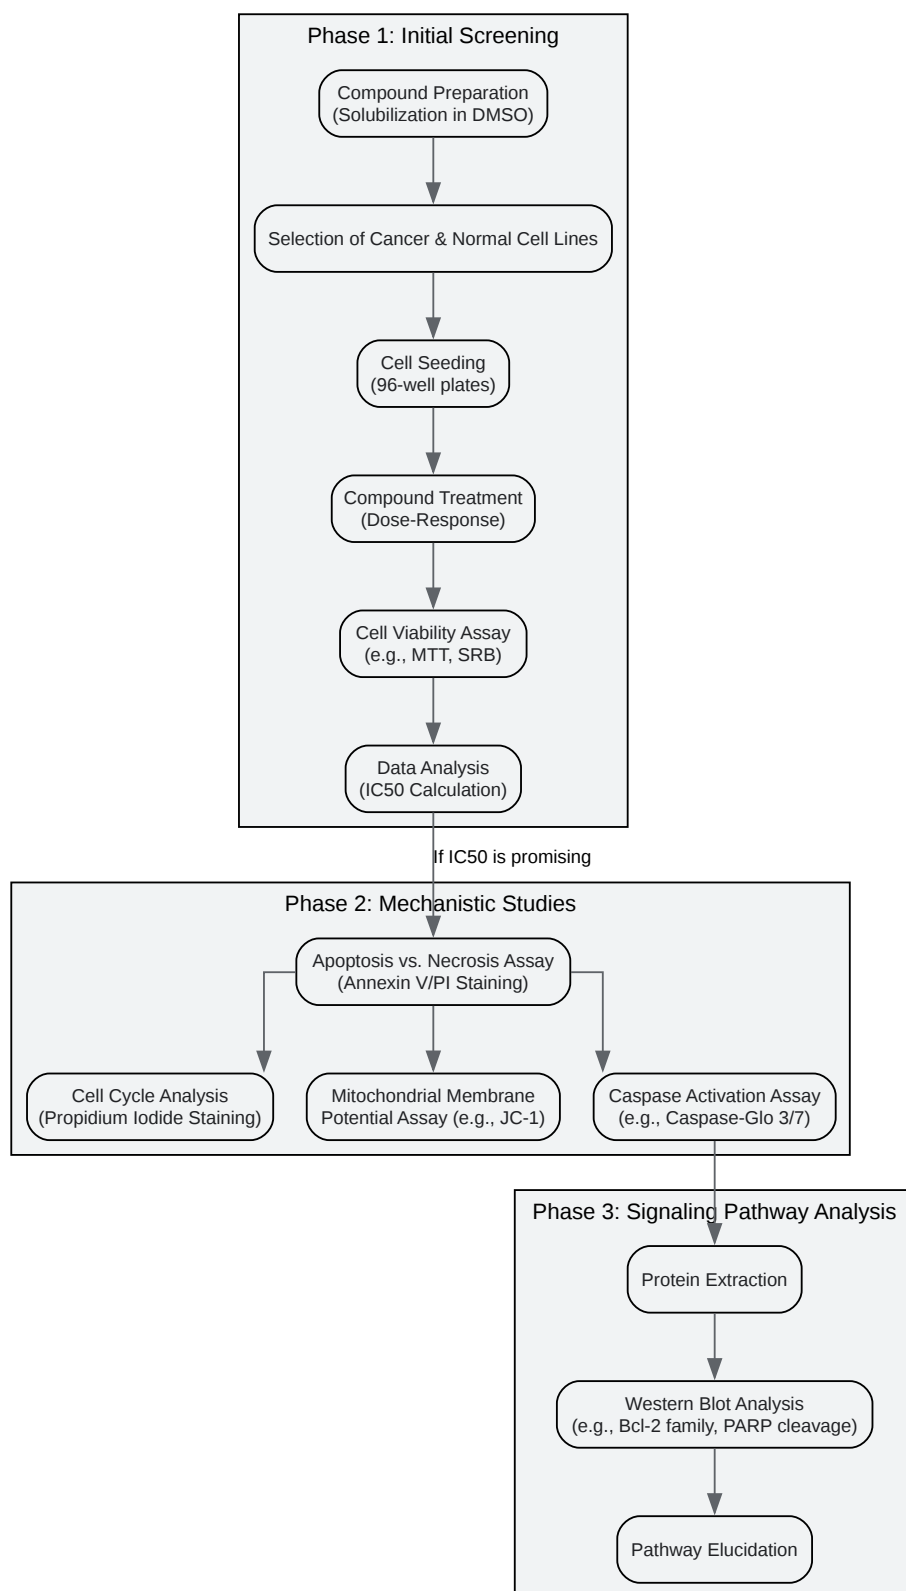 Phase 1: Initial Screening
Compound Preparation
(Solubilization in DMSO)
Selection of Cancer & Normal Cell Lines
Cell Seeding
(96-well plates)
Compound Treatment
(Dose-Response)
Cell Viability Assay
(e.g., MTT, SRB)
Data Analysis
(IC50 Calculation)
If IC50 is promising
Phase 2: Mechanistic Studies
Apoptosis vs. Necrosis Assay
(Annexin V/PI Staining)
Cell Cycle Analysis
(Propidium Iodide Staining)
Mitochondrial Membrane
Potential Assay (e.g., JC-1)
Caspase Activation Assay
(e.g., Caspase-Glo 3/7)
Phase 3: Signaling Pathway Analysis
Protein Extraction
Western Blot Analysis
(e.g., Bcl-2 family, PARP cleavage)
Pathway Elucidation